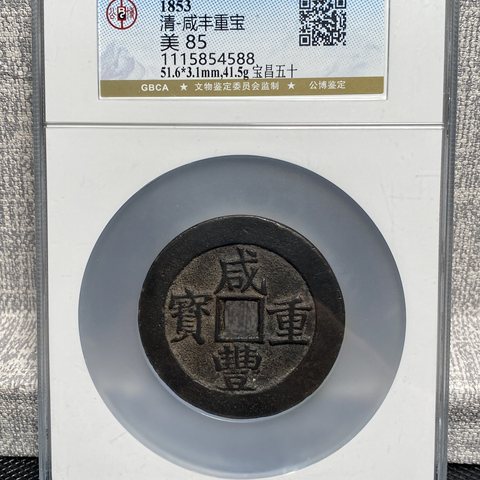 1853
清-咸丰重宝
美 85
1115854588
51.6*3.1mm,41.5g 宝昌五十
GBCA ★ 文物鉴定委员会监制 ★ 公博鉴定
咸
豐
重
寶